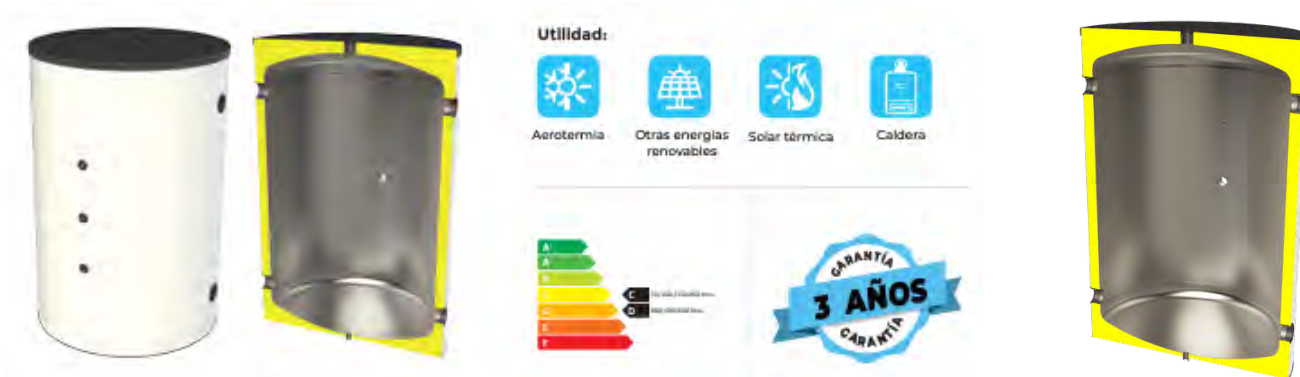 Utilidad:
Aerotermia
Otras energías
renovables
Solar térmica
Caldera
A
A
B
C
D
E
F
C
D
GARANTÍA
3 AÑOS
GARANTÍA